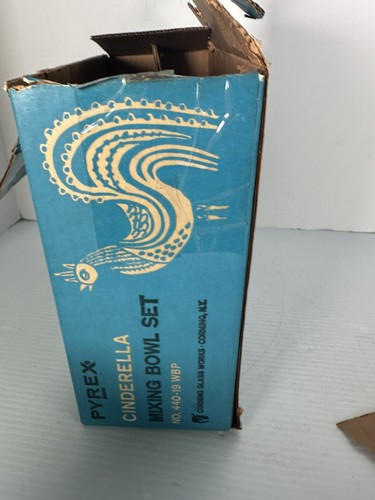 PYREX
CINDERELLA
MIXING BOWL SET
NO. 440-19 WBP
CORNING GLASS WORKS · CORNING, N.Y.